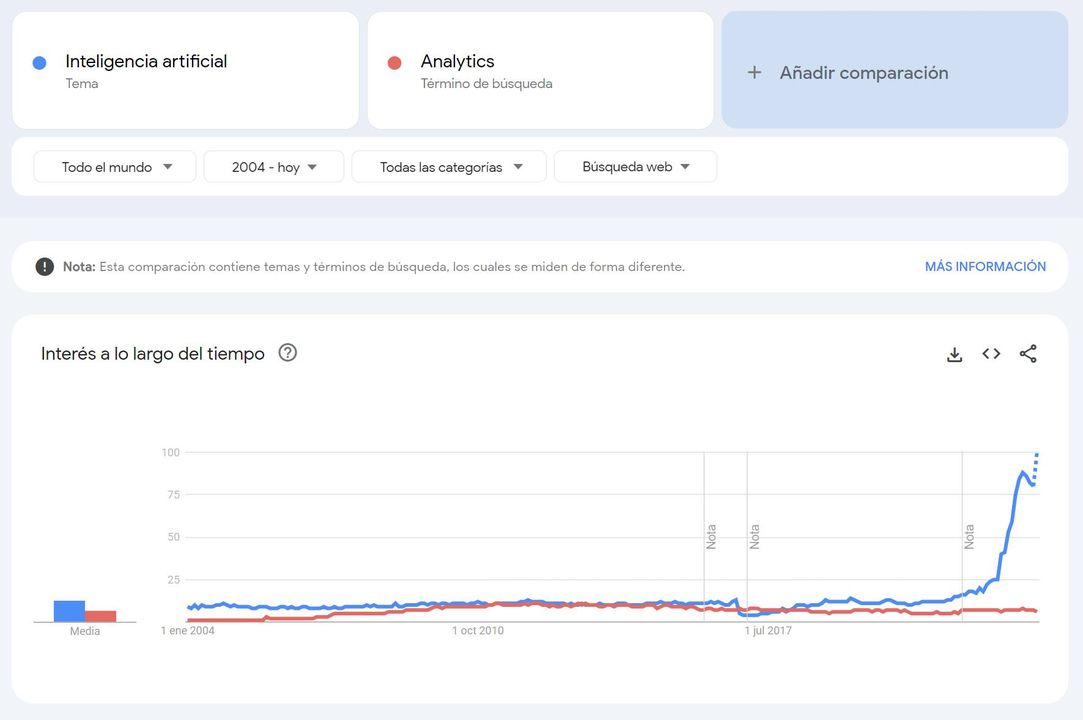 Inteligencia artificial
Tema
Analytics
Término de búsqueda
+ Añadir comparación
Todo el mundo
2004 - hoy
Todas las categorías
Búsqueda web
Nota: Esta comparación contiene temas y términos de búsqueda, los cuales se miden de forma diferente.
MÁS INFORMACIÓN
Interés a lo largo del tiempo
100
75
50
25
Nota
Nota
Nota
Media
1 ene 2004
1 oct 2010
1 jul 2017